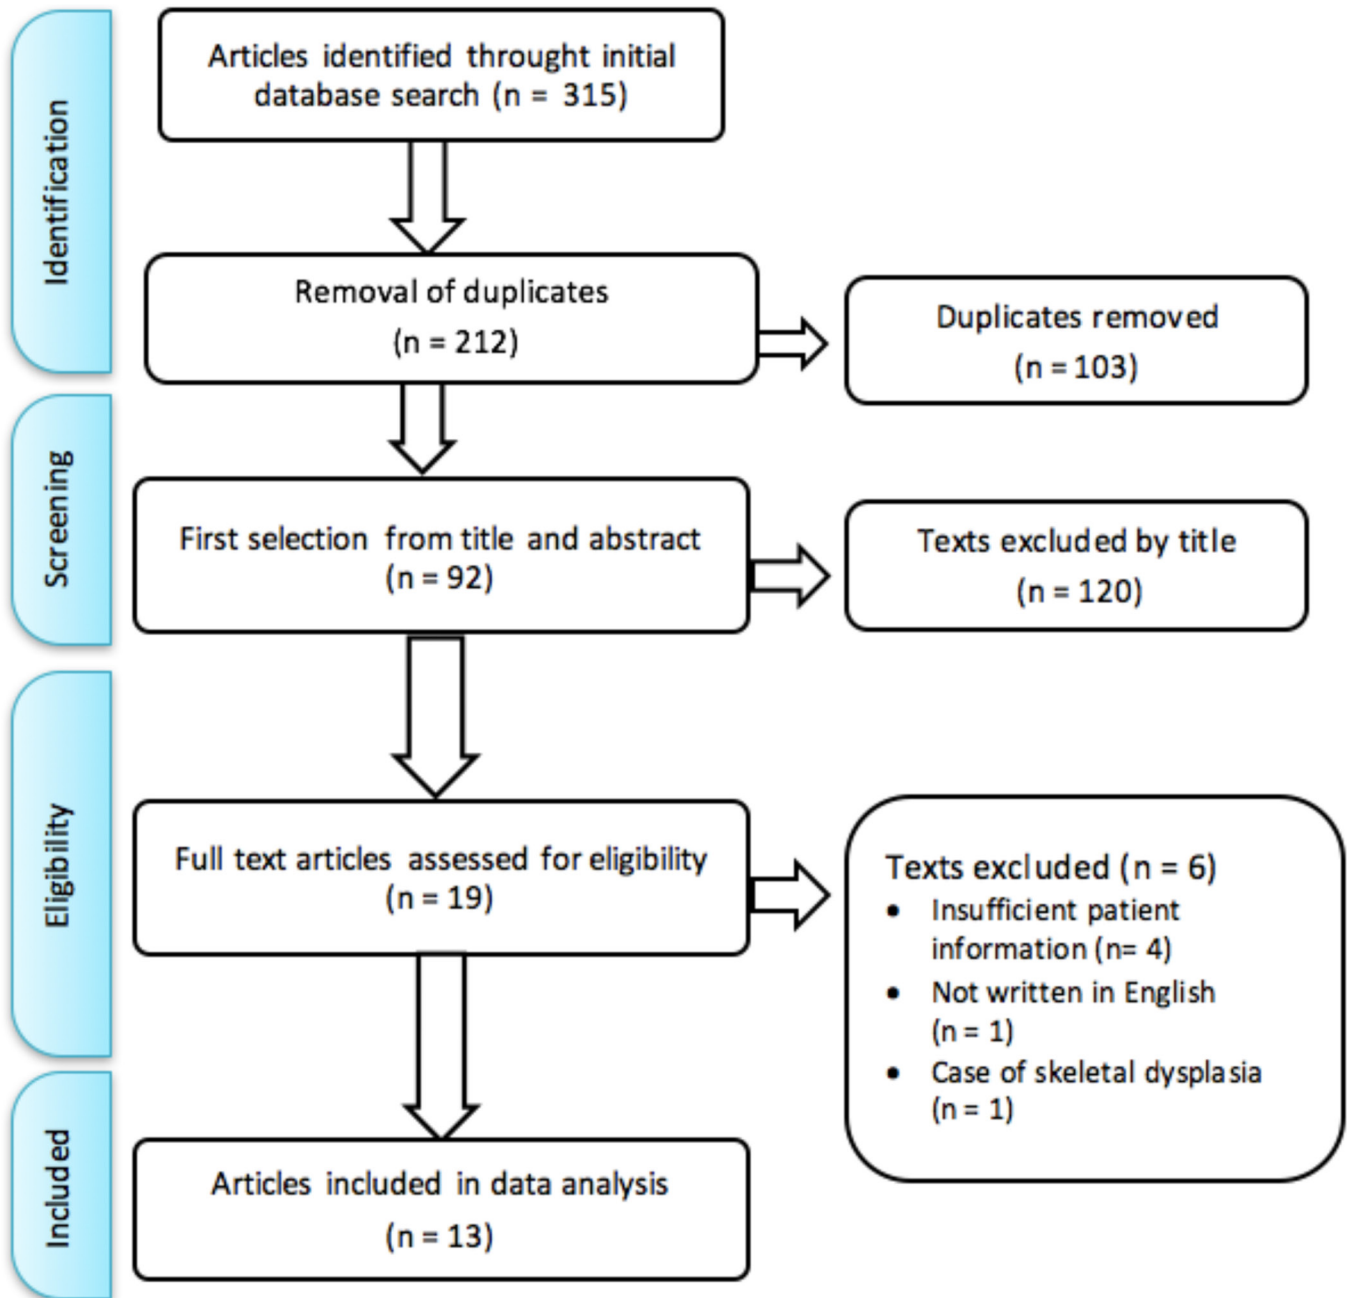 Identification
Articles identified throught initial
database search (n = 315)
Removal of duplicates
(n = 212)
Duplicates removed
(n = 103)
Screening
First selection from title and abstract
(n = 92)
Texts excluded by title
(n = 120)
Eligibility
Full text articles assessed for eligibility
(n = 19)
Texts excluded (n = 6)
• Insufficient patient
information (n= 4)
• Not written in English
(n = 1)
• Case of skeletal dysplasia
(n = 1)
Included
Articles included in data analysis
(n = 13)